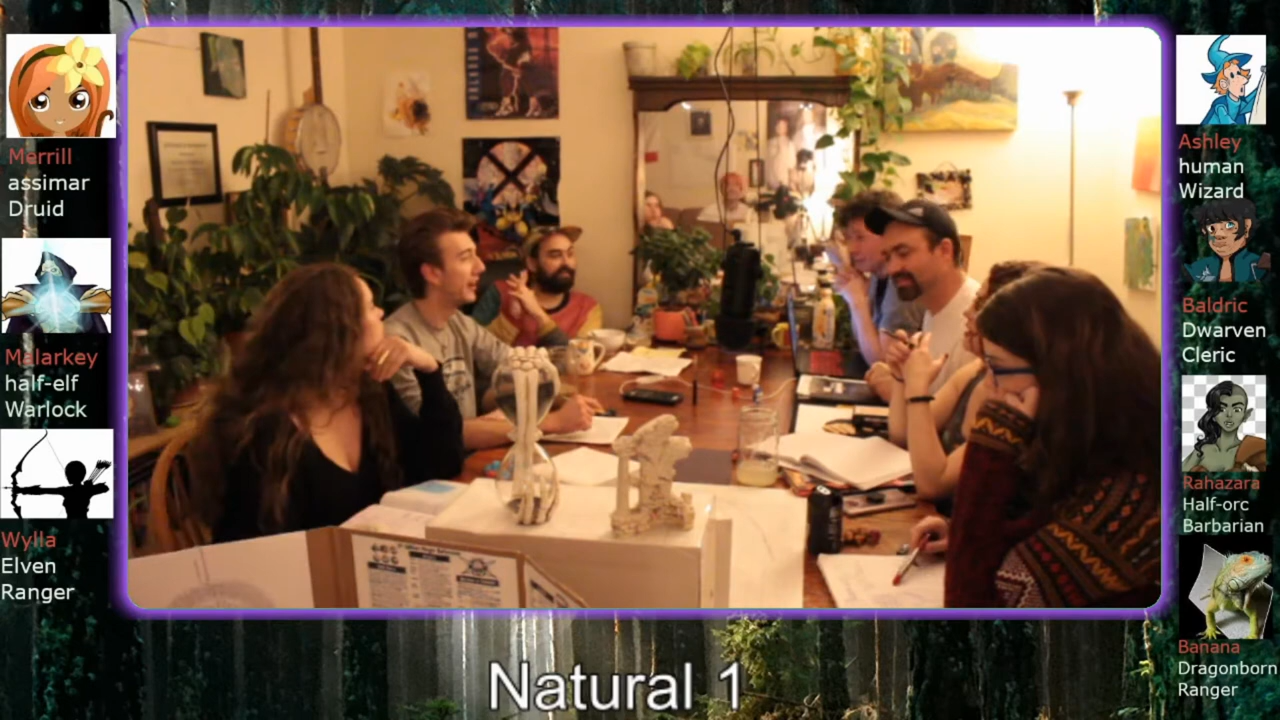 Merrill
assimar
Druid
Malarkey
half-elf
Warlock
Wylla
Elven
Ranger
Ashley
human
Wizard
Baldric
Dwarven
Cleric
Rahazara
Half-orc
Barbarian
Banana
Dragonborn
Ranger
Natural 1